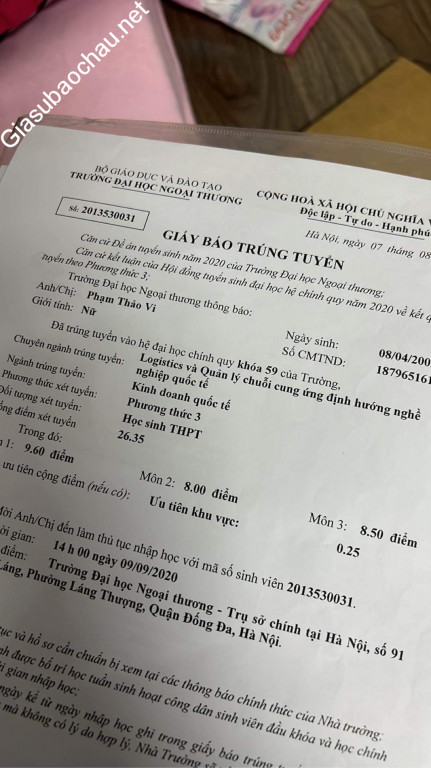 Giasubaochau.net
BỘ GIÁO DỤC VÀ ĐÀO TẠO
TRƯỜNG ĐẠI HỌC NGOẠI THƯƠNG
CỘNG HOÀ XÃ HỘI CHỦ NGHĨA V
Độc lập - Tự do - Hạnh phú
Số: 2013530031
Hà Nội, ngày 07 tháng 08
GIẤY BÁO TRÚNG TUYỂN
Căn cứ Đề án tuyển sinh năm 2020 của Trường Đại học Ngoại thương;
Căn cứ kết luận của Hội đồng tuyển sinh đại học hệ chính quy năm 2020 về kết q
tuyển theo Phương thức 3;
Trường Đại học Ngoại thương thông báo:
Anh/Chị: Phạm Thảo Vi
Ngày sinh: 08/04/200
Giới tính: Nữ
Số CMTND: 18796516
Đã trúng tuyển vào hệ đại học chính quy khóa 59 của Trường,
Chuyên ngành trúng tuyển: Logistics và Quản lý chuỗi cung ứng định hướng nghề
nghiệp quốc tế
Ngành trúng tuyển: Kinh doanh quốc tế
Phương thức xét tuyển: Phương thức 3
Đối tượng xét tuyển: Học sinh THPT
ng điểm xét tuyển 26.35
Trong đó:
1: 9.60 điểm
Môn 2: 8.00 điểm
Môn 3: 8.50 điểm
ưu tiên cộng điểm (nếu có):
Ưu tiên khu vực: 0.25
Mời Anh/Chị đến làm thủ tục nhập học với mã số sinh viên 2013530031.
ời gian: 14 h 00 ngày 09/09/2020
điểm: Trường Đại học Ngoại thương - Trụ sở chính tại Hà Nội, số 91
Láng, Phường Láng Thượng, Quận Đống Đa, Hà Nội.
tục và hồ sơ cần chuẩn bị xem tại các thông báo chính thức của Nhà trường;
nh được bố trí học tuần sinh hoạt công dân sinh viên đầu khóa và học chính
i gian nhập học;
ngày kể từ ngày nhập học ghi trong giấy báo trúng
mà không có lý do hợp lý, Nhà Trường sẽ